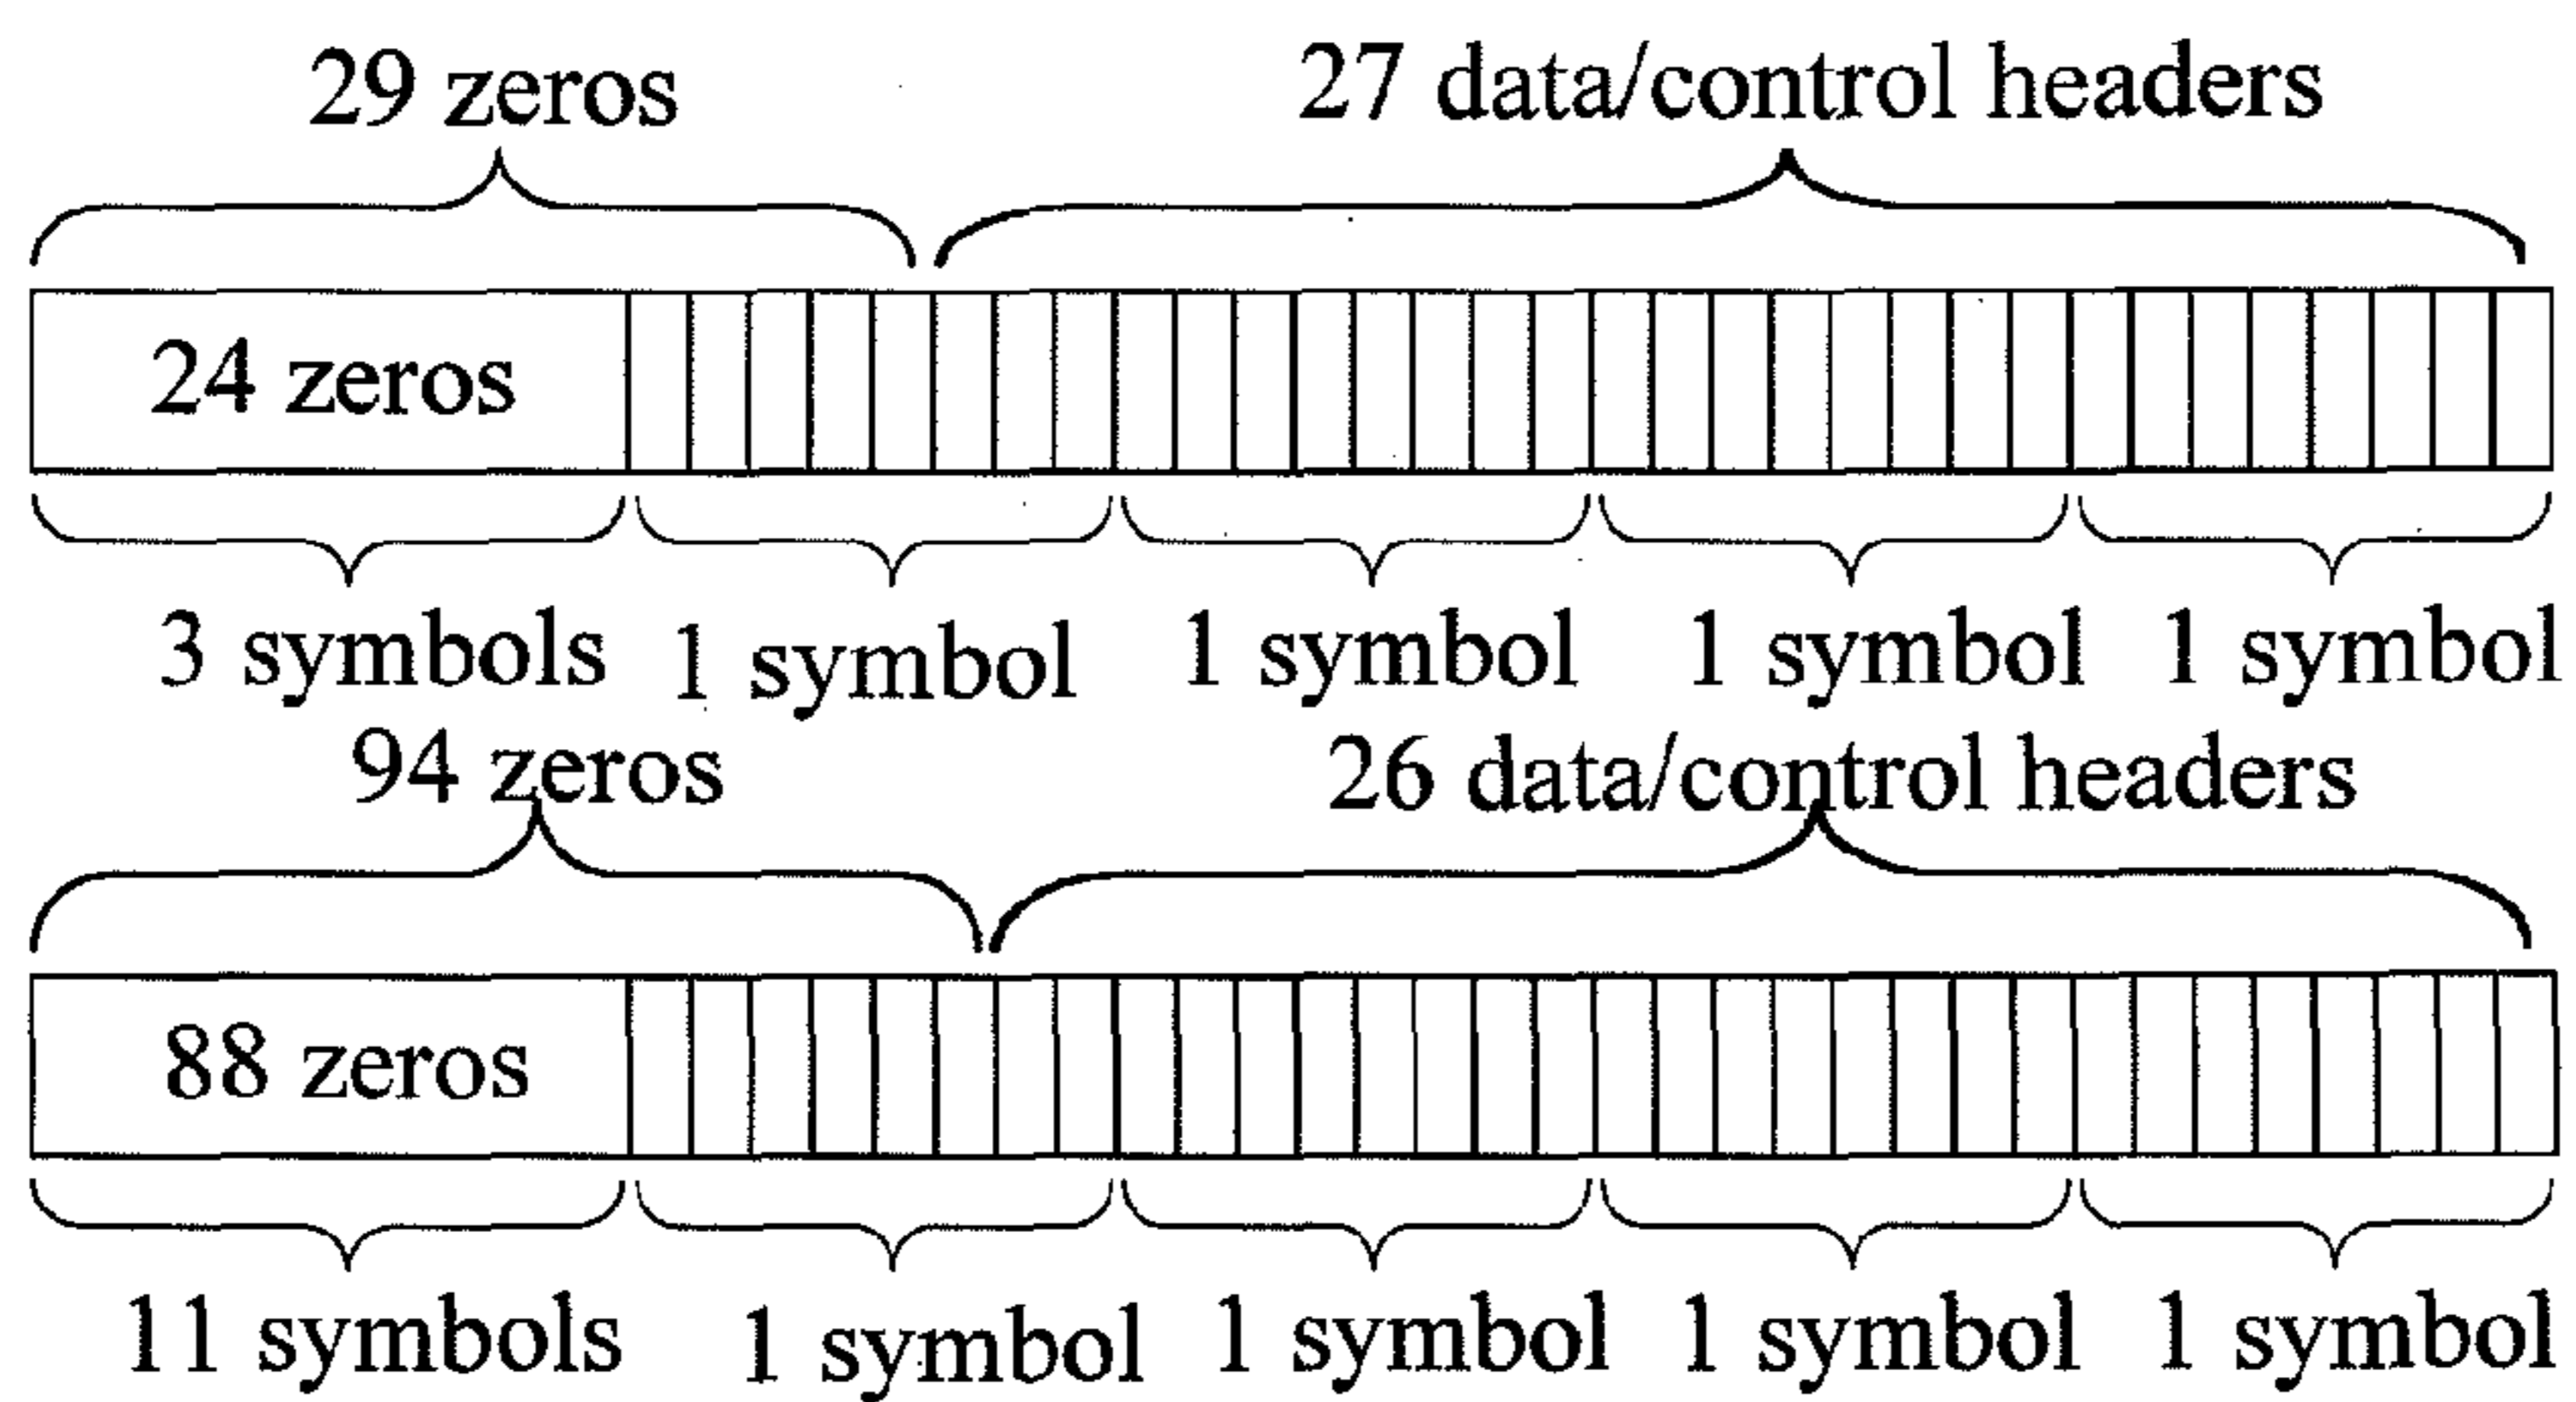 29 zeros 27 data/control headers
24 zeros
3 symbols 1 symbol 1 symbol 1 symbol 1 symbol
94 zeros 26 data/control headers
88 zeros
11 symbols 1 symbol 1 symbol 1 symbol 1 symbol